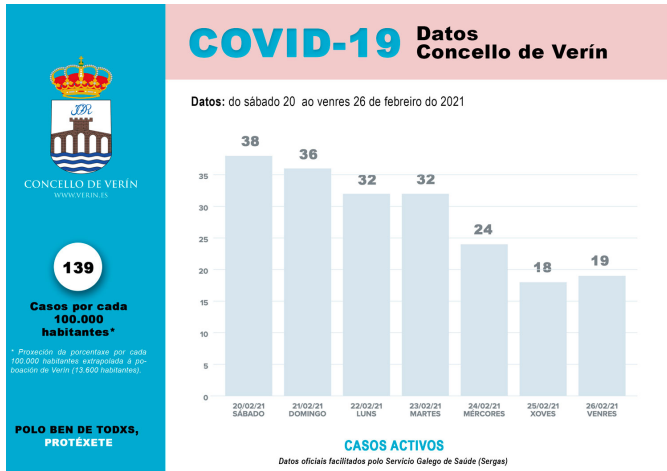 COVID-19
Datos
Concello de Verín
CONCELLO DE VERÍN
WWW.VERIN.ES
139
Casos por cada
100.000
habitantes*
* Proxección da porcentaxe por cada
100.000 habitantes extrapolada á po-
boación de Verín (13.600 habitantes).
POLO BEN DE TODXS,
PROTÉXETE
Datos: do sábado 20 ao venres 26 de febreiro do 2021
38
36
32
32
24
18
19
35
30
25
20
15
10
5
0
20/02/21
SÁBADO
21/02/21
DOMINGO
22/02/21
LUNS
23/02/21
MARTES
24/02/21
MÉRCORES
25/02/21
XOVES
26/02/21
VENRES
CASOS ACTIVOS
Datos oficiais facilitados polo Servicio Galego de Saúde (Sergas)